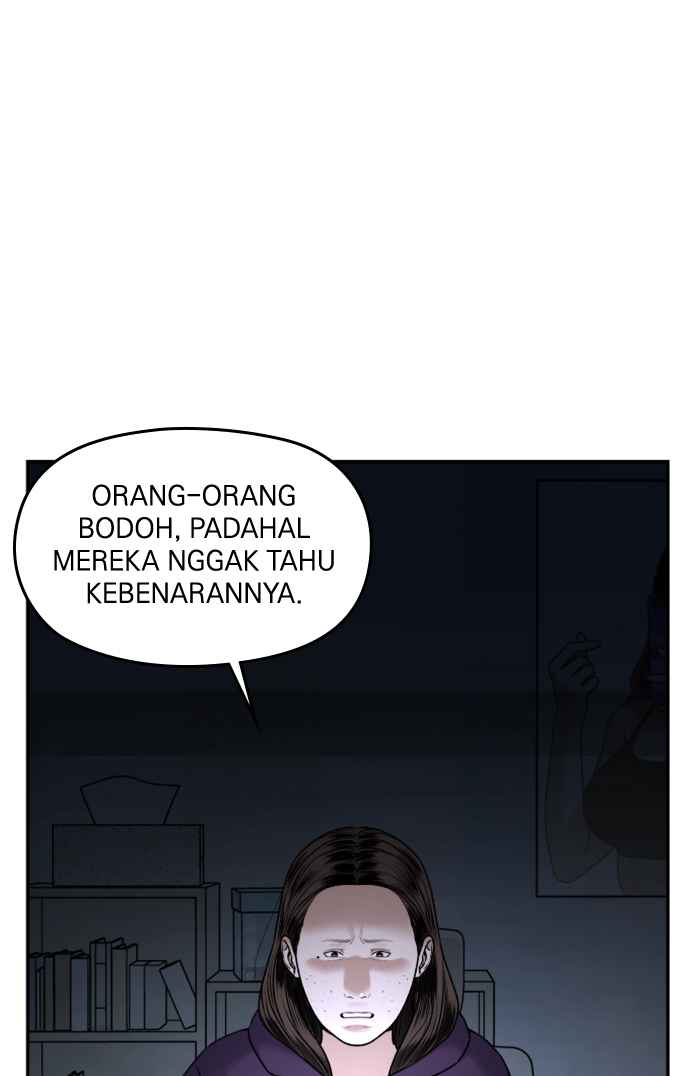 ORANG-ORANG
BODOH, PADAHAL
MEREKA NGGAK TAHU
KEBENARANNYA.